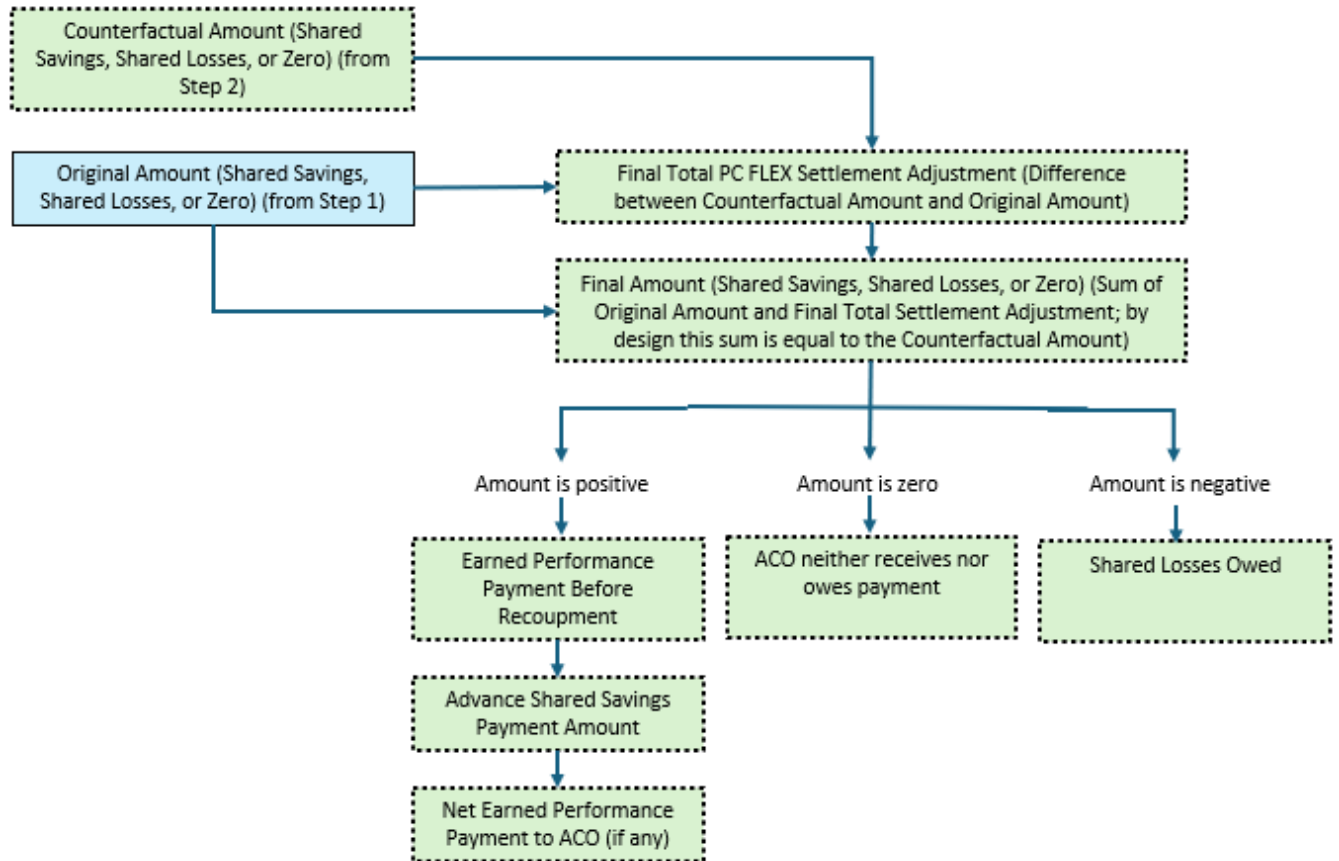 Counterfactual Amount (Shared
Savings, Shared Losses, or Zero) (from
Step 2)
Original Amount (Shared Savings,
Shared Losses, or Zero) (from Step 1)
Final Total PC FLEX Settlement Adjustment (Difference
between Counterfactual Amount and Original Amount)
Final Amount (Shared Savings, Shared Losses, or Zero) (Sum of
Original Amount and Final Total Settlement Adjustment; by
design this sum is equal to the Counterfactual Amount)
Amount is positive
Amount is zero
Amount is negative
Earned Performance
Payment Before
Recoupment
ACO neither receives nor
owes payment
Shared Losses Owed
Advance Shared Savings
Payment Amount
Net Earned Performance
Payment to ACO (if any)